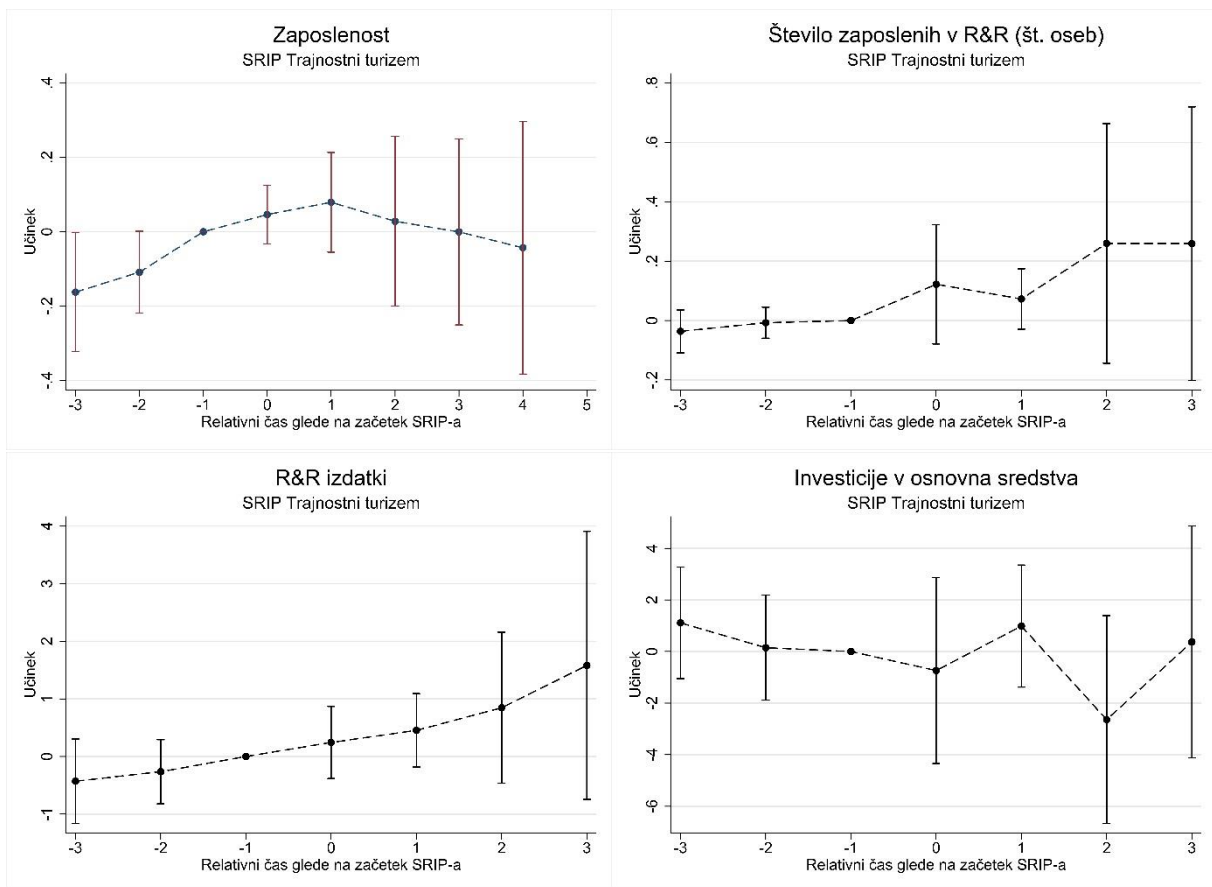 Zaposlenost
SRIP Trajnostni turizem
Učinek
.4
.2
0
-.2
-.4
-3 -2 -1 0 1 2 3 4 5
Relativni čas glede na začetek SRIP-a
Število zaposlenih v R&R (št. oseb)
SRIP Trajnostni turizem
Učinek
.8
.6
.4
.2
0
-.2
-3 -2 -1 0 1 2 3
Relativni čas glede na začetek SRIP-a
R&R izdatki
SRIP Trajnostni turizem
Učinek
4
3
2
1
0
-1
-3 -2 -1 0 1 2 3
Relativni čas glede na začetek SRIP-a
Investicije v osnovna sredstva
SRIP Trajnostni turizem
Učinek
4
2
0
-2
-4
-6
-3 -2 -1 0 1 2 3
Relativni čas glede na začetek SRIP-a